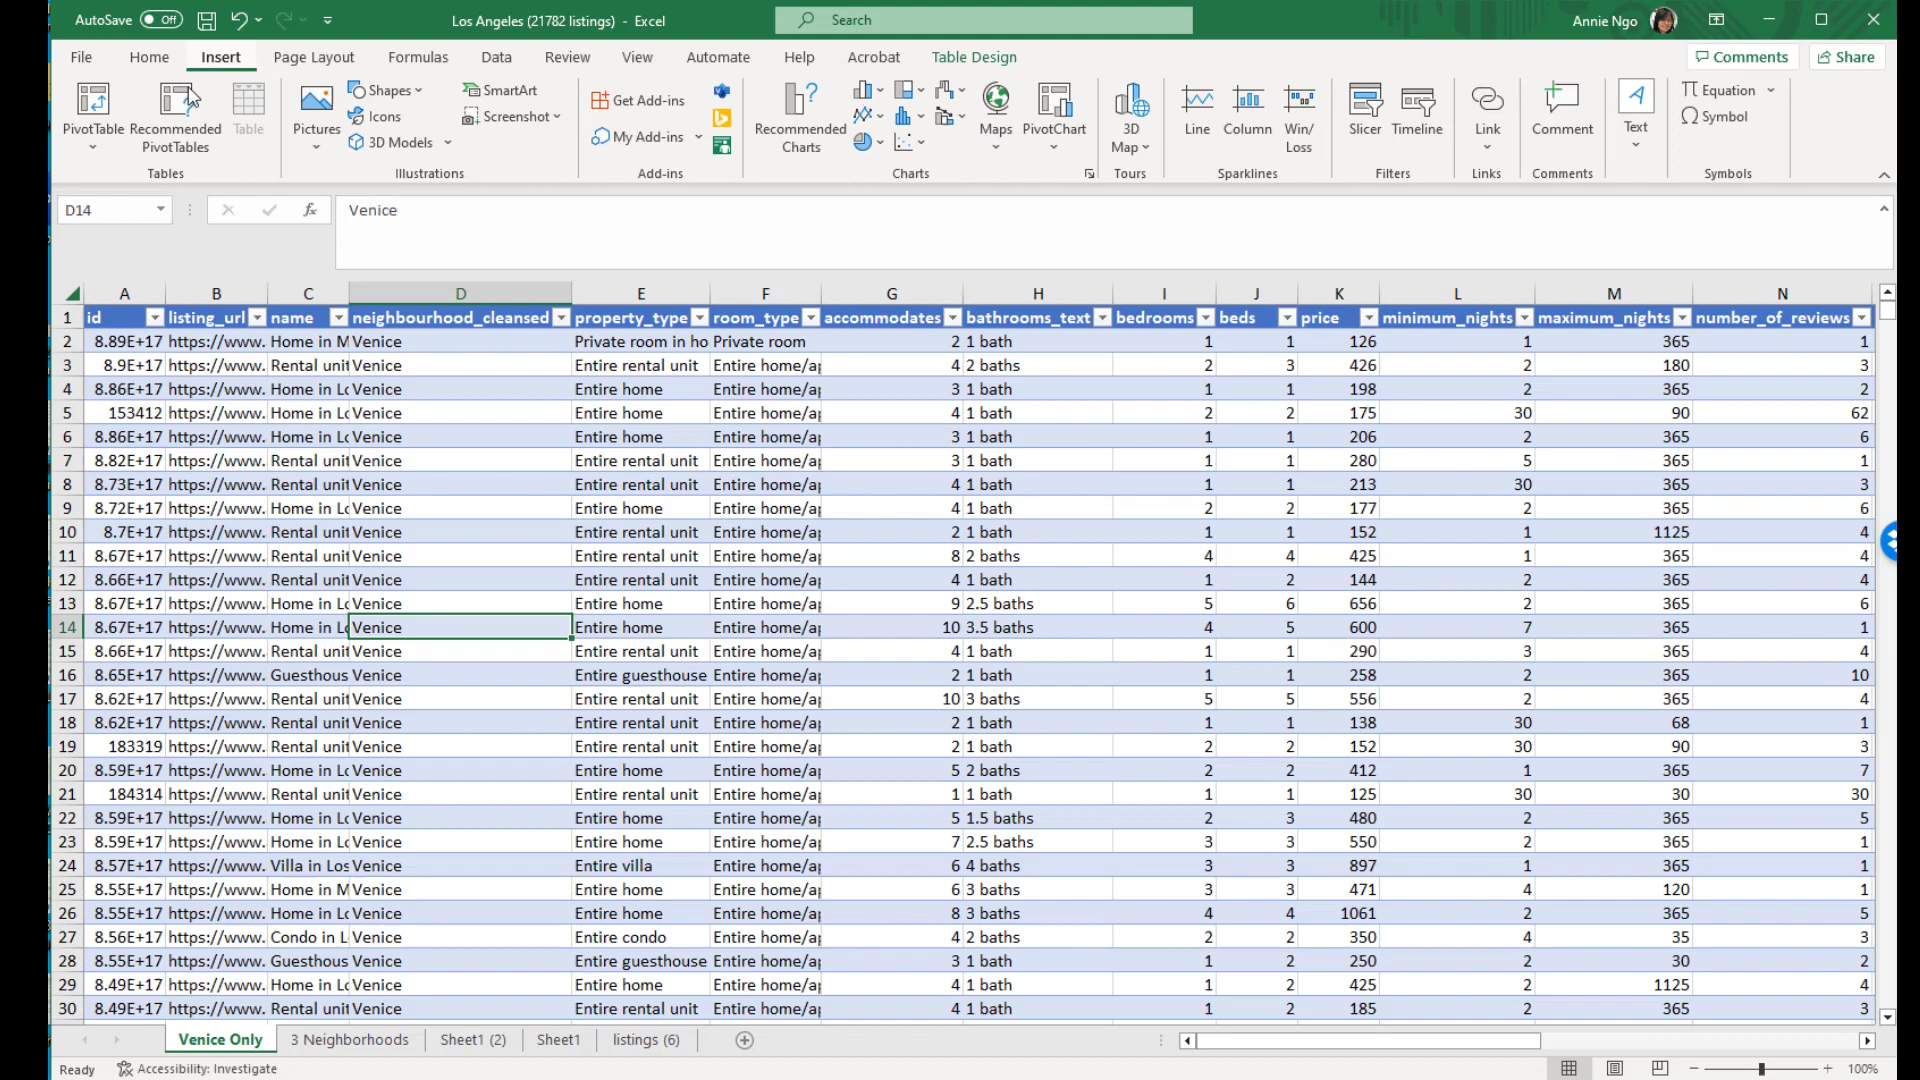 AutoSave Off Los Angeles (21782 listings) - Excel Search Annie Ngo
File Home Insert Page Layout Formulas Data Review View Automate Help Acrobat Table Design Comments Share
PivotTable Recommended PivotTables Table Pictures Shapes Icons 3D Models SmartArt Screenshot Get Add-ins My Add-ins Recommended Charts Maps PivotChart 3D Map Line Column Win/Loss Slicer Timeline Link Comment Text Equation Symbol
Tables Illustrations Add-ins Charts Tours Sparklines Filters Links Comments Symbols
D14 fx Venice
A B C D E F G H I J K L M N
1 id listing_url name neighbourhood_cleansed property_type room_type accommodates bathrooms_text bedrooms beds price minimum_nights maximum_nights number_of_reviews
2 8.89E+17 https://www. Home in M Venice Private room in ho Private room 2 1 bath 1 1 126 1 365 1
3 8.9E+17 https://www. Rental unit Venice Entire rental unit Entire home/ap 4 2 baths 2 3 426 2 180 3
4 8.86E+17 https://www. Home in Lo Venice Entire home Entire home/ap 3 1 bath 1 1 198 2 365 2
5 153412 https://www. Home in Lo Venice Entire home Entire home/ap 4 1 bath 2 2 175 30 90 62
6 8.86E+17 https://www. Home in Lo Venice Entire home Entire home/ap 3 1 bath 1 1 206 2 365 6
7 8.82E+17 https://www. Rental unit Venice Entire rental unit Entire home/ap 3 1 bath 1 1 280 5 365 1
8 8.73E+17 https://www. Rental unit Venice Entire rental unit Entire home/ap 4 1 bath 1 1 213 30 365 3
9 8.72E+17 https://www. Home in Lo Venice Entire home Entire home/ap 4 1 bath 2 2 177 2 365 6
10 8.7E+17 https://www. Rental unit Venice Entire rental unit Entire home/ap 2 1 bath 1 1 152 1 1125 4
11 8.67E+17 https://www. Rental unit Venice Entire rental unit Entire home/ap 8 2 baths 4 4 425 1 365 4
12 8.66E+17 https://www. Rental unit Venice Entire rental unit Entire home/ap 4 1 bath 1 2 144 2 365 4
13 8.67E+17 https://www. Home in Lo Venice Entire home Entire home/ap 9 2.5 baths 5 6 656 2 365 6
14 8.67E+17 https://www. Home in Lo Venice Entire home Entire home/ap 10 3.5 baths 4 5 600 7 365 1
15 8.66E+17 https://www. Rental unit Venice Entire rental unit Entire home/ap 4 1 bath 1 1 290 3 365 4
16 8.65E+17 https://www. Guesthous Venice Entire guesthouse Entire home/ap 2 1 bath 1 1 258 2 365 10
17 8.62E+17 https://www. Rental unit Venice Entire rental unit Entire home/ap 10 3 baths 5 5 556 2 365 4
18 8.62E+17 https://www. Rental unit Venice Entire rental unit Entire home/ap 2 1 bath 1 1 138 30 68 1
19 183319 https://www. Rental unit Venice Entire rental unit Entire home/ap 2 1 bath 2 2 152 30 90 3
20 8.59E+17 https://www. Home in Lo Venice Entire home Entire home/ap 5 2 baths 2 2 412 1 365 7
21 184314 https://www. Rental unit Venice Entire rental unit Entire home/ap 1 1 bath 1 1 125 30 30 30
22 8.59E+17 https://www. Home in Lo Venice Entire home Entire home/ap 5 1.5 baths 2 3 480 2 365 5
23 8.59E+17 https://www. Home in Lo Venice Entire home Entire home/ap 7 2.5 baths 3 3 550 2 365 1
24 8.57E+17 https://www. Villa in Los Venice Entire villa Entire home/ap 6 4 baths 3 3 897 1 365 1
25 8.55E+17 https://www. Home in M Venice Entire home Entire home/ap 6 3 baths 3 3 471 4 120 1
26 8.55E+17 https://www. Home in Lo Venice Entire home Entire home/ap 8 3 baths 4 4 1061 2 365 5
27 8.56E+17 https://www. Condo in L Venice Entire condo Entire home/ap 4 2 baths 2 2 350 4 35 3
28 8.55E+17 https://www. Guesthous Venice Entire guesthouse Entire home/ap 3 1 bath 1 2 250 2 30 2
29 8.49E+17 https://www. Home in Lo Venice Entire home Entire home/ap 4 1 bath 1 2 425 2 1125 4
30 8.49E+17 https://www. Rental unit Venice Entire rental unit Entire home/ap 4 1 bath 1 2 185 2 365 3
Venice Only 3 Neighborhoods Sheet1 (2) Sheet1 listings (6)
Ready Accessibility: Investigate 100%